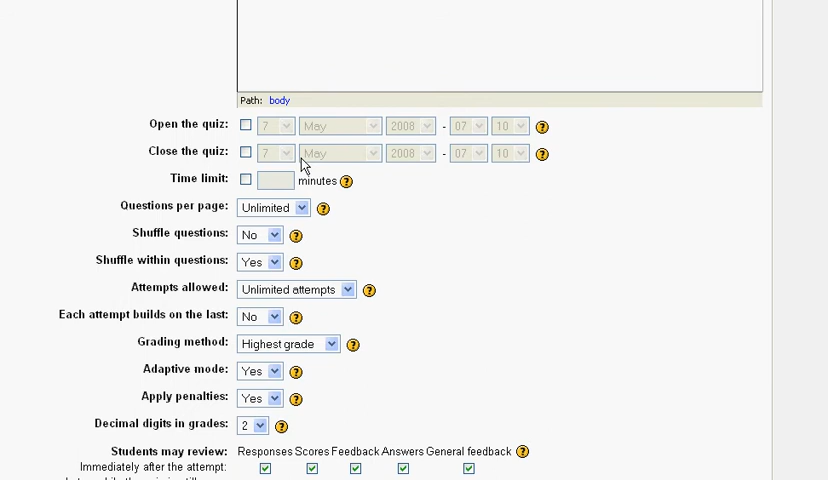 Path: body
Open the quiz: 7 May 2008 - 07 10 ?
Close the quiz: 7 May 2008 - 07 10 ?
Time limit: minutes ?
Questions per page: Unlimited ?
Shuffle questions: No ?
Shuffle within questions: Yes ?
Attempts allowed: Unlimited attempts ?
Each attempt builds on the last: No ?
Grading method: Highest grade ?
Adaptive mode: Yes ?
Apply penalties: Yes ?
Decimal digits in grades: 2 ?
Students may review: Responses Scores Feedback Answers General feedback ?
Immediately after the attempt: